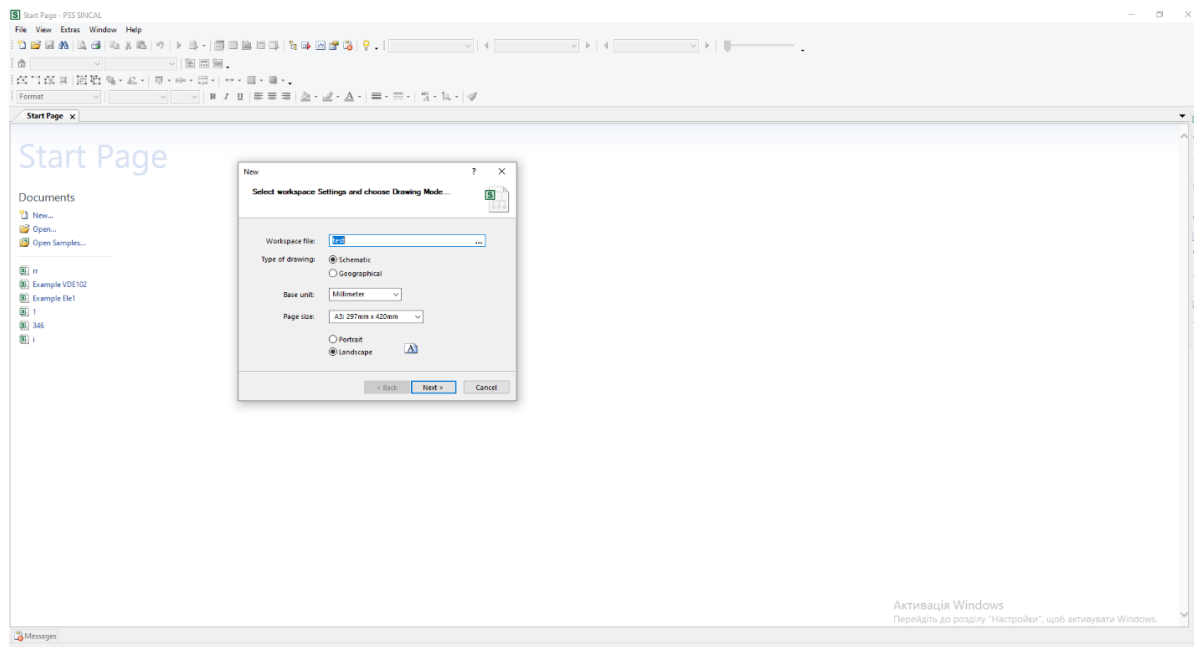 Start Page - PSS SINCAL
File View Extras Window Help
Format
B I U
Start Page x
Start Page
Documents
New...
Open...
Open Samples...
rr
Example VDE102
Example Ele1
1
346
i
New ? X
Select workspace Settings and choose Drawing Mode...
Workspace file: test ...
Type of drawing: Schematic
Geographical
Base unit: Millimeter
Page size: A3: 297mm x 420mm
Portrait
Landscape
< Back Next > Cancel
Активація Windows
Перейдіть до розділу "Настройки", щоб активувати Windows.
Messages